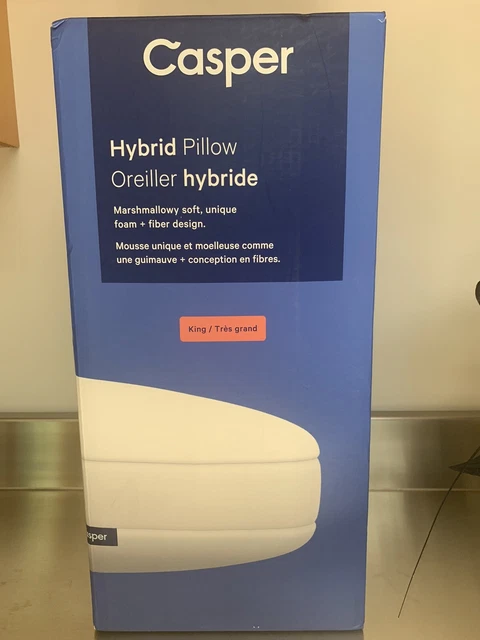 Casper
Hybrid Pillow
Oreiller hybride
Marshmallowy soft, unique
foam + fiber design.
Mousse unique et moelleuse comme
une guimauve + conception en fibres.
King / Très grand
sper